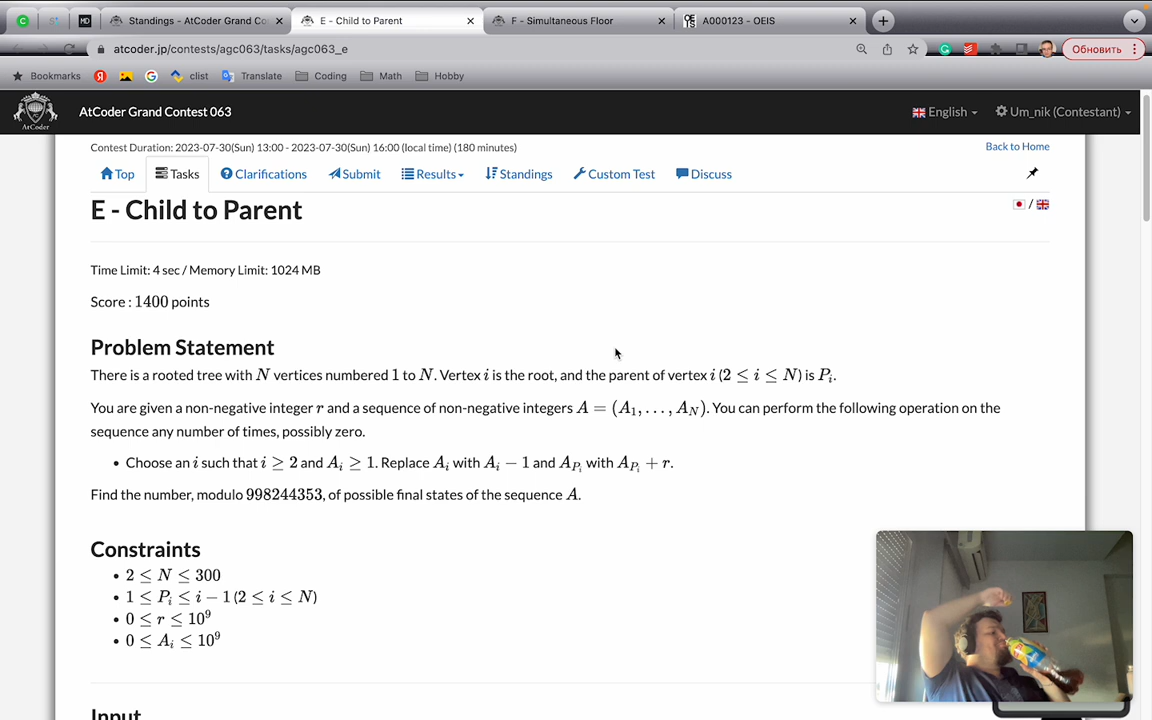 Standings - AtCoder Grand Co
E - Child to Parent
F - Simultaneous Floor
A000123 - OEIS
atcoder.jp/contests/agc063/tasks/agc063_e
Обновить
Bookmarks
clist
Translate
Coding
Math
Hobby
AtCoder
AtCoder Grand Contest 063
English
Um_nik (Contestant)
Contest Duration: 2023-07-30(Sun) 13:00 - 2023-07-30(Sun) 16:00 (local time) (180 minutes)
Back to Home
Top
Tasks
Clarifications
Submit
Results
Standings
Custom Test
Discuss
E - Child to Parent
/
Time Limit: 4 sec / Memory Limit: 1024 MB
Score : 1400 points
Problem Statement
There is a rooted tree with N vertices numbered 1 to N. Vertex i is the root, and the parent of vertex i (2 ≤ i ≤ N) is P_i.
You are given a non-negative integer r and a sequence of non-negative integers A = (A_1, . . . , A_N). You can perform the following operation on the
sequence any number of times, possibly zero.
• Choose an i such that i ≥ 2 and A_i ≥ 1. Replace A_i with A_i − 1 and A_{P_i} with A_{P_i} + r.
Find the number, modulo 998244353, of possible final states of the sequence A.
Constraints
• 2 ≤ N ≤ 300
• 1 ≤ P_i ≤ i − 1 (2 ≤ i ≤ N)
• 0 ≤ r ≤ 10^9
• 0 ≤ A_i ≤ 10^9
Input